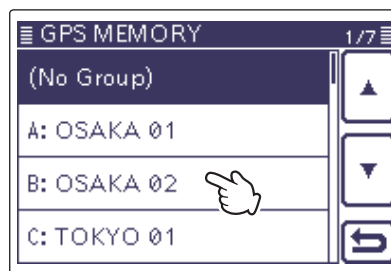 GPS MEMORY 1/7
(No Group)
A: OSAKA 01
B: OSAKA 02
C: TOKYO 01